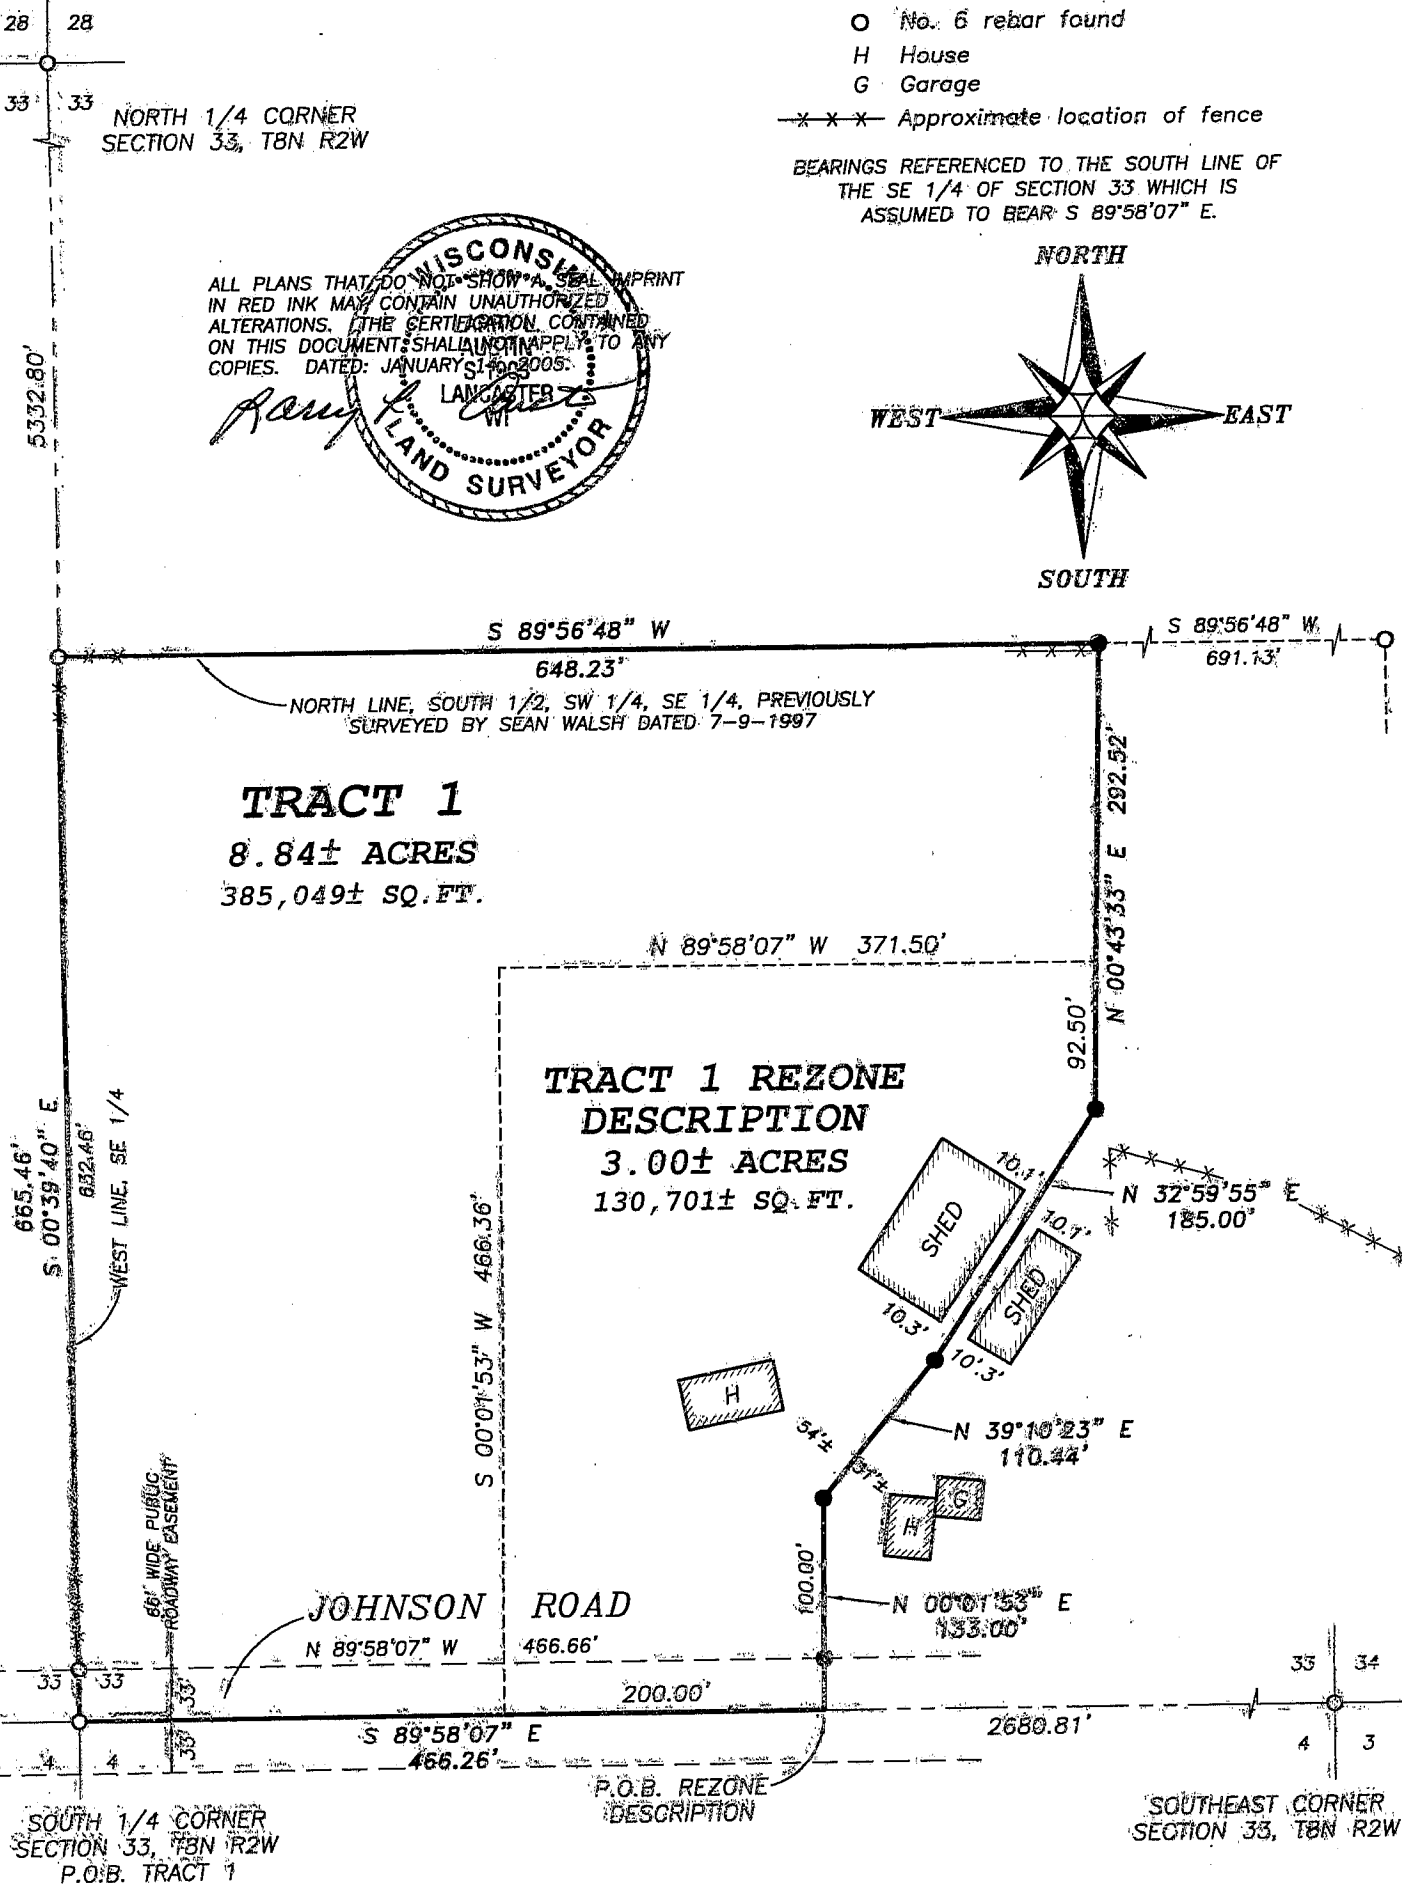 28 28
33 33
NORTH 1/4 CORNER
SECTION 33, T8N R2W
O No. 6 rebar found
H House
G Garage
x x x Approximate location of fence
BEARINGS REFERENCED TO THE SOUTH LINE OF
THE SE 1/4 OF SECTION 33 WHICH IS
ASSUMED TO BEAR S 89°58'07" E.
NORTH
WEST
EAST
SOUTH
ALL PLANS THAT DO NOT SHOW A SEAL IMPRINT
IN RED INK MAY CONTAIN UNAUTHORIZED
ALTERATIONS. THE CERTIFICATION CONTAINED
ON THIS DOCUMENT SHALL NOT APPLY TO ANY
COPIES. DATED: JANUARY 14, 2005.
WISCONSIN
AUSTIN
LANCASTER
WI
LAND SURVEYOR
5332.80'
S 89°56'48" W
648.23'
S 89°56'48" W
691.13'
NORTH LINE, SOUTH 1/2, SW 1/4, SE 1/4, PREVIOUSLY
SURVEYED BY SEAN WALSH DATED 7-9-1997
TRACT 1
8.84± ACRES
385,049± SQ.FT.
N 00°43'33" E 292.52'
92.50'
N 89°58'07" W 371.50'
TRACT 1 REZONE
DESCRIPTION
3.00± ACRES
130,701± SQ.FT.
665.46'
S 00°39'40" E
632.46'
WEST LINE, SE 1/4
S 00°01'53" W 466.36'
SHED
10.1'
10.3'
SHED
10.1'
10'.3'
N 32°59'55" E
185.00'
H
54'±
N 39°10'23" E
110.44'
H
G
100.00'
N 00°01'53" E
133.00'
66' WIDE PUBLIC
ROADWAY EASEMENT
JOHNSON ROAD
N 89°58'07" W 466.66'
33 33
33'
33'
4 4
200.00'
S 89°58'07" E
466.26'
2680.81'
33 34
4 3
P.O.B. REZONE
DESCRIPTION
SOUTH 1/4 CORNER
SECTION 33, T8N R2W
P.O.B. TRACT 1
SOUTHEAST CORNER
SECTION 33, T8N R2W